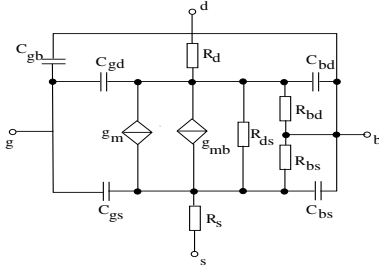 d
C_gb
C_gd
R_d
C_bd
g_m
g_mb
R_ds
R_bd
R_bs
g
b
C_gs
R_s
C_bs
s